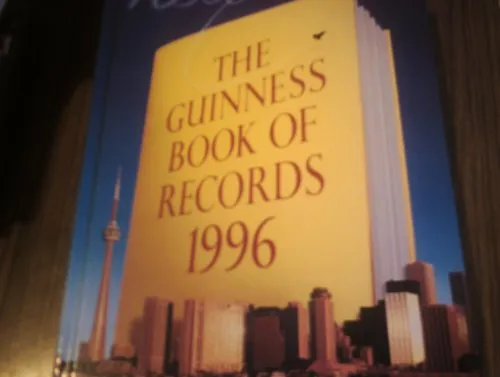 THE
GUINNESS
BOOK OF
RECORDS
1996